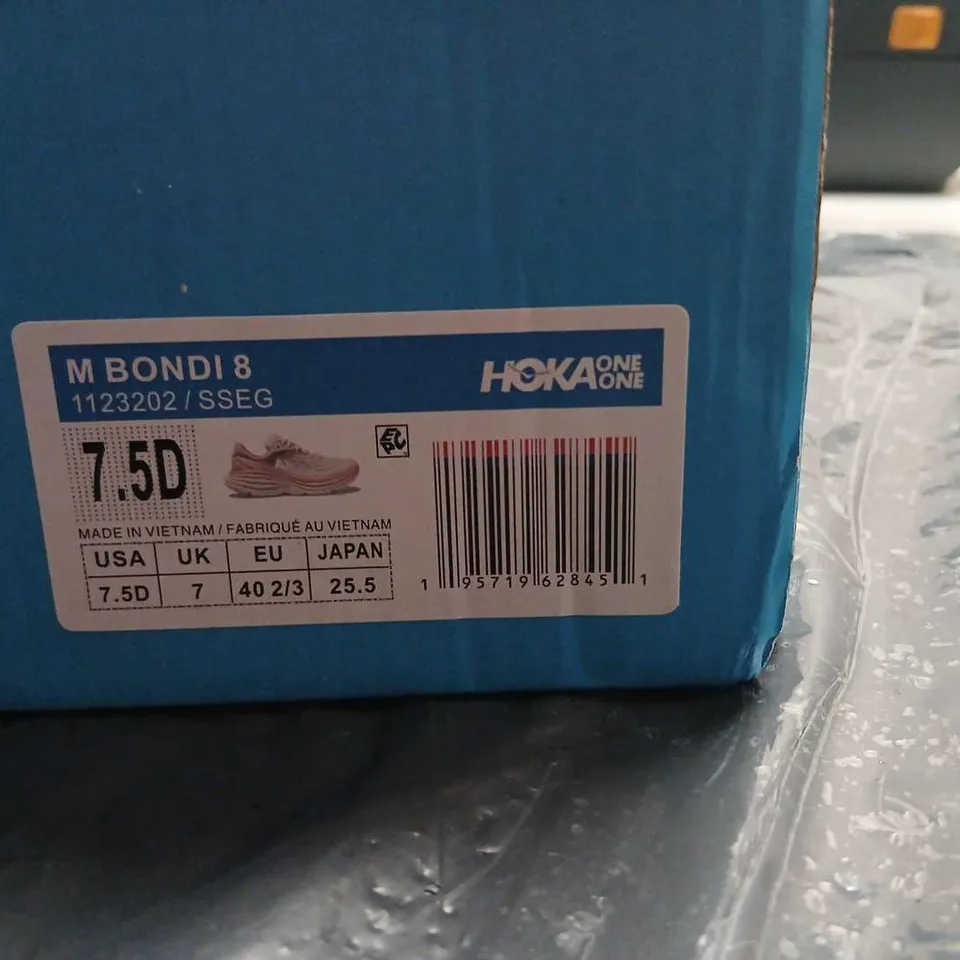 M BONDI 8
1123202 / SSEG
HOKA ONE ONE
7.5D
EPC
MADE IN VIETNAM / FABRIQUÉ AU VIETNAM
USA UK EU JAPAN
7.5D 7 40 2/3 25.5
1 95719 62845 1